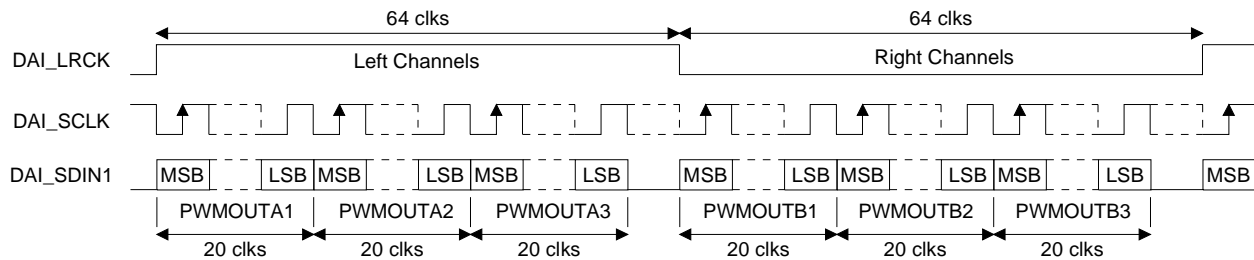 64 clks 64 clks
DAI_LRCK Left Channels Right Channels
DAI_SCLK
DAI_SDIN1 MSB LSB MSB LSB MSB LSB MSB LSB MSB LSB MSB LSB MSB
PWMOUTA1 PWMOUTA2 PWMOUTA3 PWMOUTB1 PWMOUTB2 PWMOUTB3
20 clks 20 clks 20 clks 20 clks 20 clks 20 clks